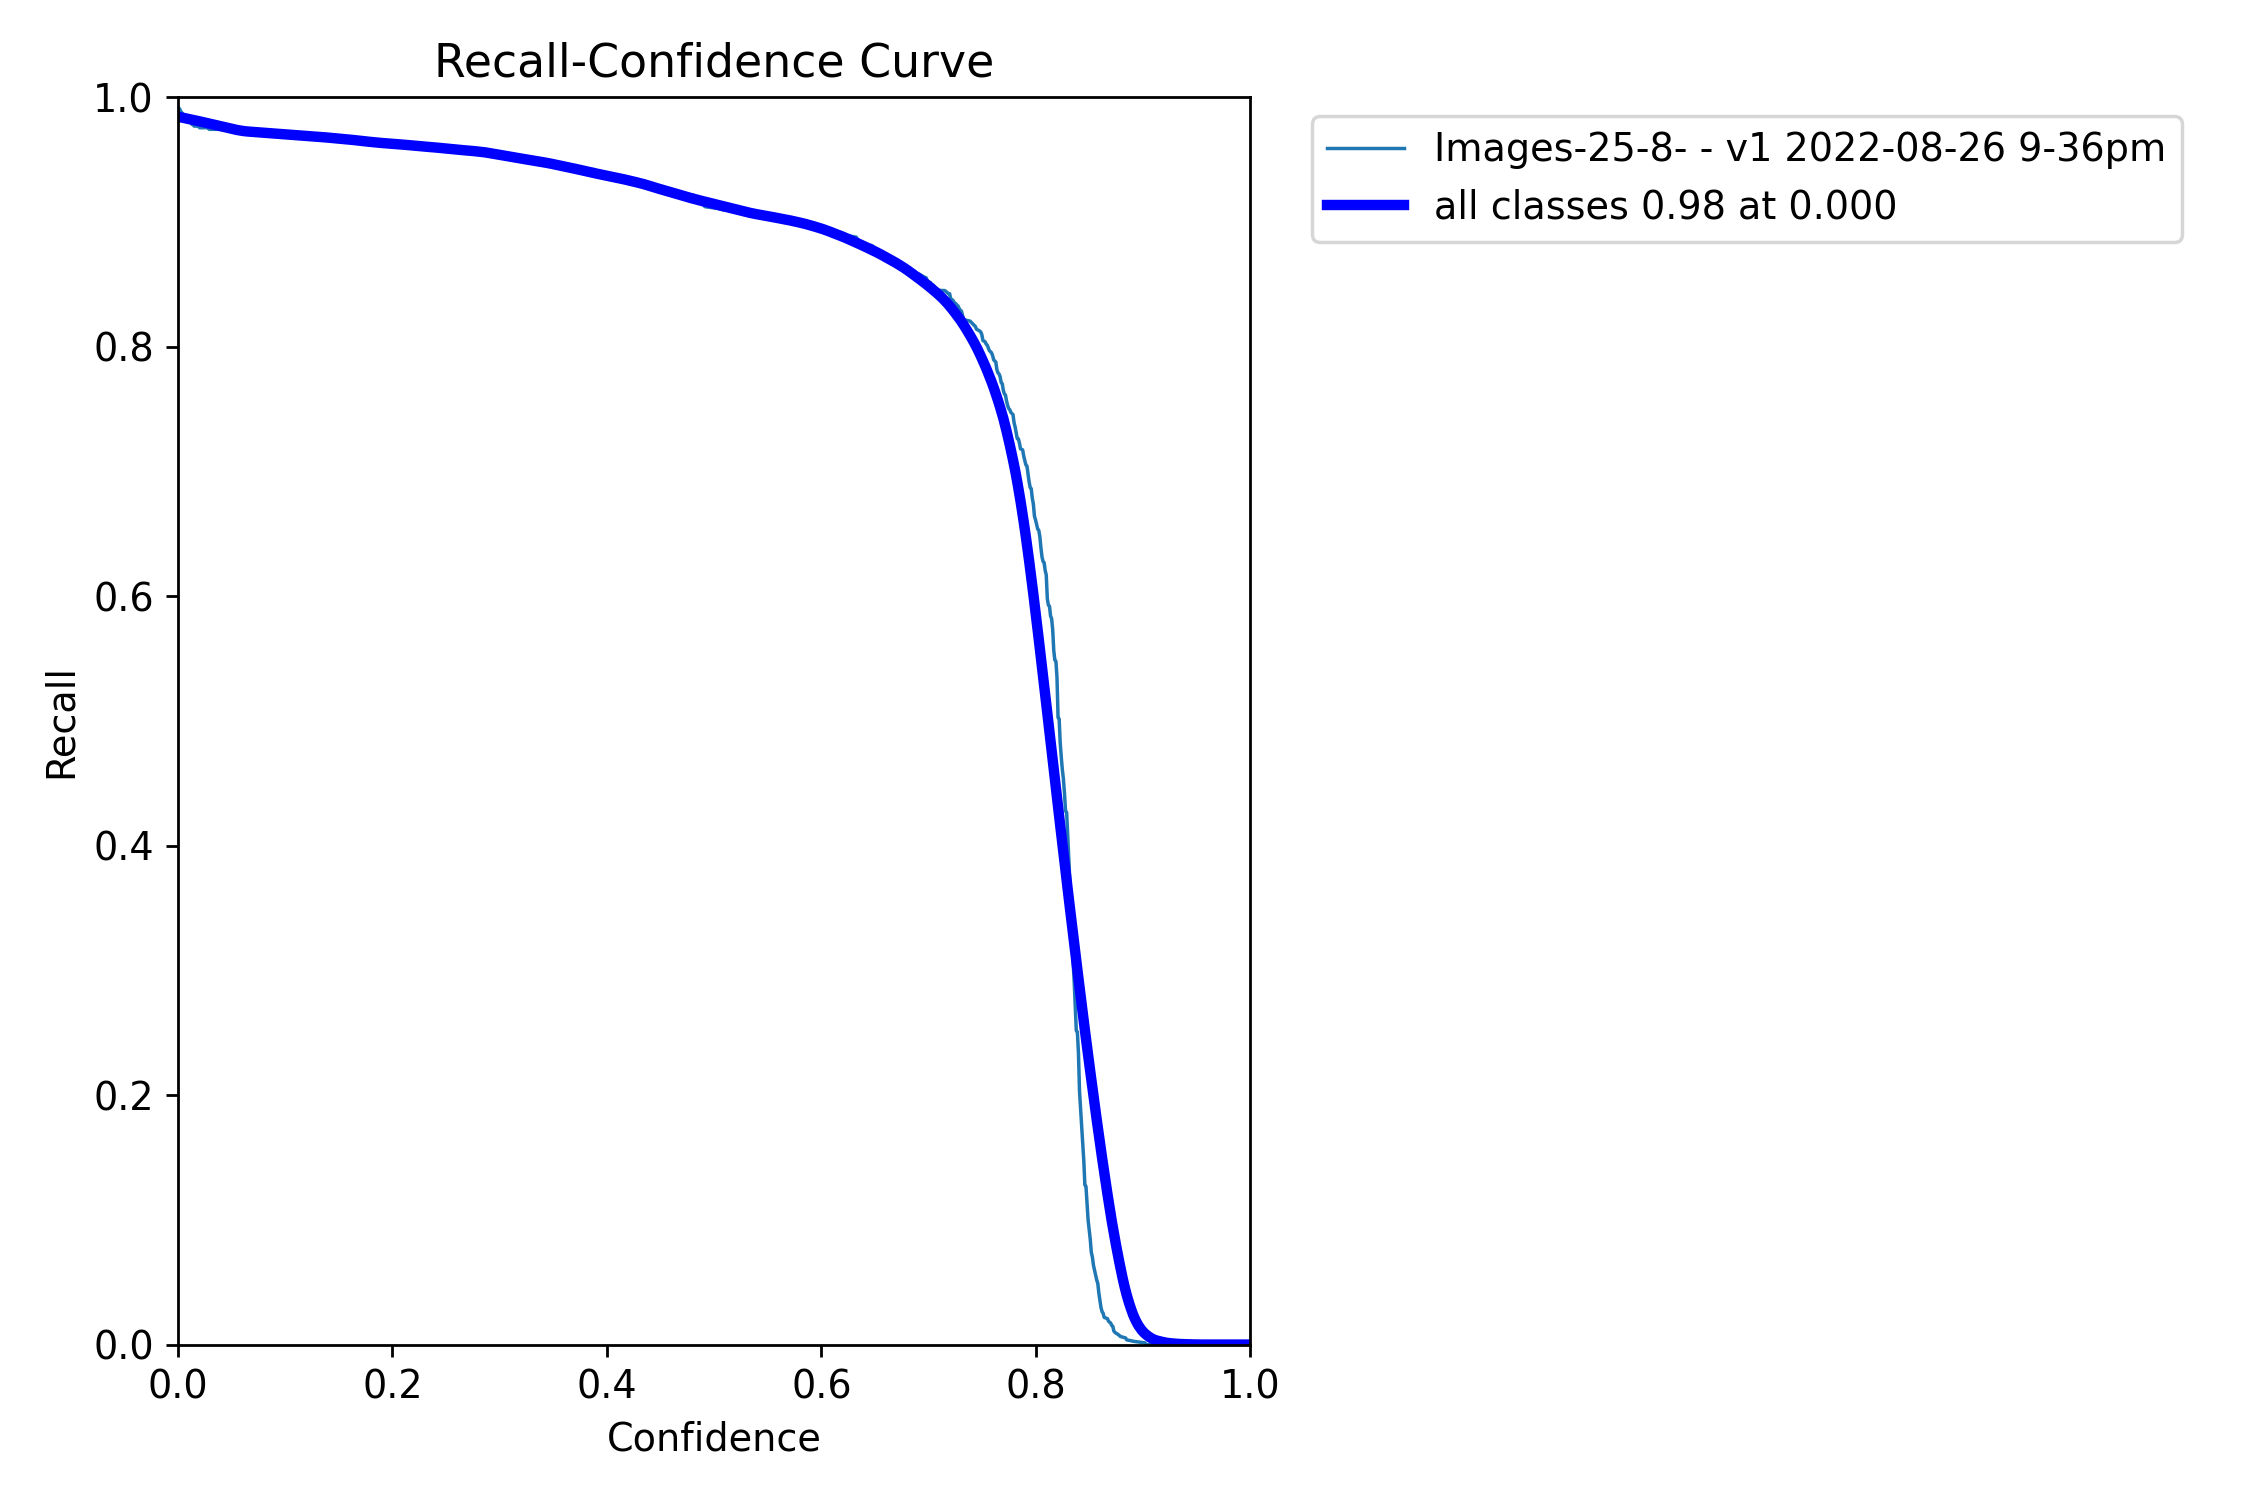 Recall-Confidence Curve
Images-25-8- - v1 2022-08-26 9-36pm
all classes 0.98 at 0.000
Recall
1.0
0.8
0.6
0.4
0.2
0.0
0.0 0.2 0.4 0.6 0.8 1.0
Confidence